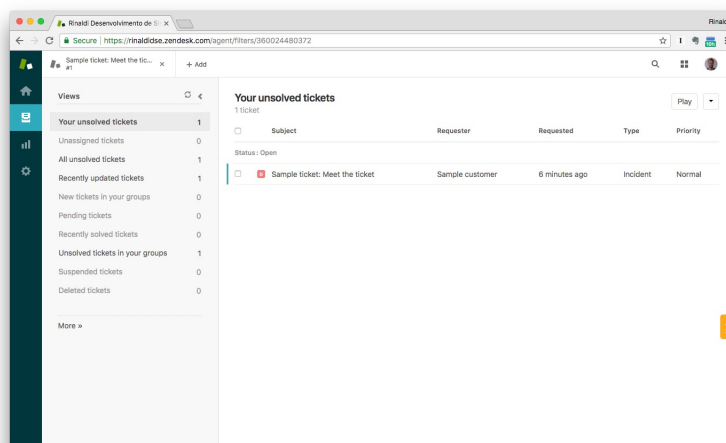 Rinaldi Desenvolvimento de S
Rinald
Secure | https://rinaldidse.zendesk.com/agent/filters/360024480372
10h
Sample ticket: Meet the tic...
#1
+ Add
Views
Your unsolved tickets 1
Unassigned tickets 0
All unsolved tickets 1
Recently updated tickets 1
New tickets in your groups 0
Pending tickets 0
Recently solved tickets 0
Unsolved tickets in your groups 1
Suspended tickets 0
Deleted tickets 0
More »
Your unsolved tickets
1 ticket
Play
Subject Requester Requested Type Priority
Status: Open
Sample ticket: Meet the ticket Sample customer 6 minutes ago Incident Normal